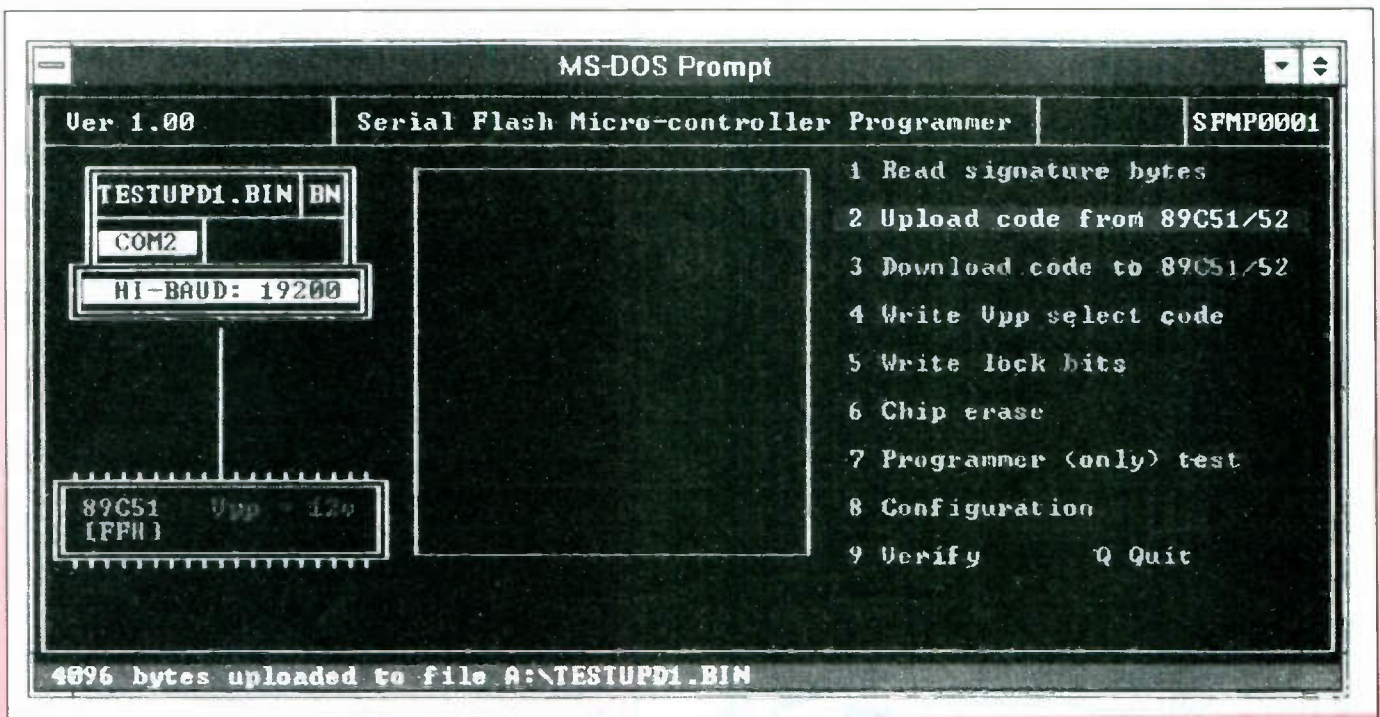 MS-DOS Prompt
Ver 1.00 Serial Flash Micro-controller Programmer SFMP0001
TESTUPD1.BIN BN
COM2
HI-BAUD: 19200
89C51 Vpp - 12v
[FFH]
1 Read signature bytes
2 Upload code from 89C51/52
3 Download code to 89C51/52
4 Write Vpp select code
5 Write lock bits
6 Chip erase
7 Programmer (only) test
8 Configuration
9 Verify Q Quit
4096 bytes uploaded to file A:\TESTUPD1.BIN